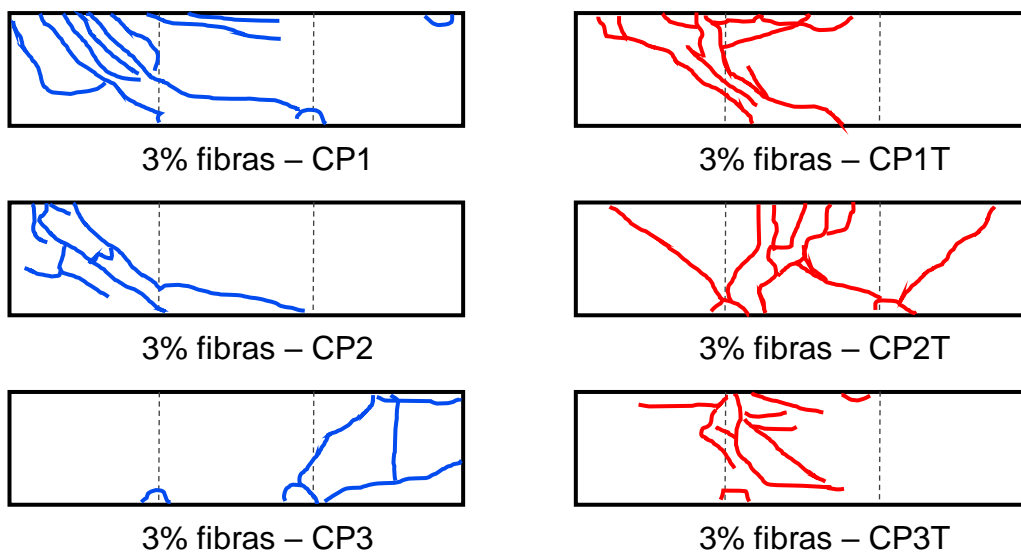 3% fibras – CP1
3% fibras – CP1T
3% fibras – CP2
3% fibras – CP2T
3% fibras – CP3
3% fibras – CP3T